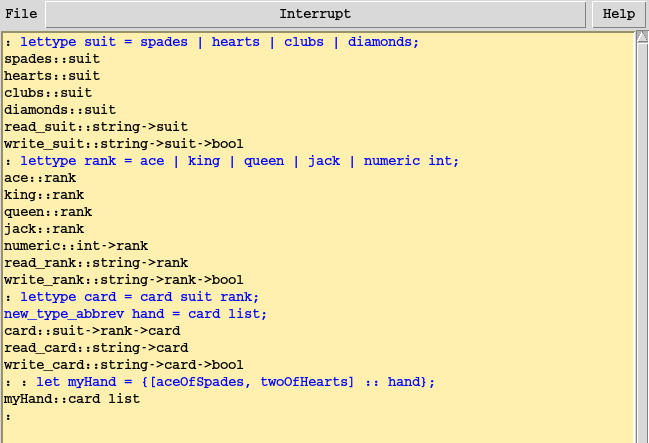 File Interrupt Help
: lettype suit = spades | hearts | clubs | diamonds;
spades::suit
hearts::suit
clubs::suit
diamonds::suit
read_suit::string->suit
write_suit::string->suit->bool
: lettype rank = ace | king | queen | jack | numeric int;
ace::rank
king::rank
queen::rank
jack::rank
numeric::int->rank
read_rank::string->rank
write_rank::string->rank->bool
: lettype card = card suit rank;
new_type_abbrev hand = card list;
card::suit->rank->card
read_card::string->card
write_card::string->card->bool
: : let myHand = {[aceOfSpades, twoOfHearts] :: hand};
myHand::card list
: